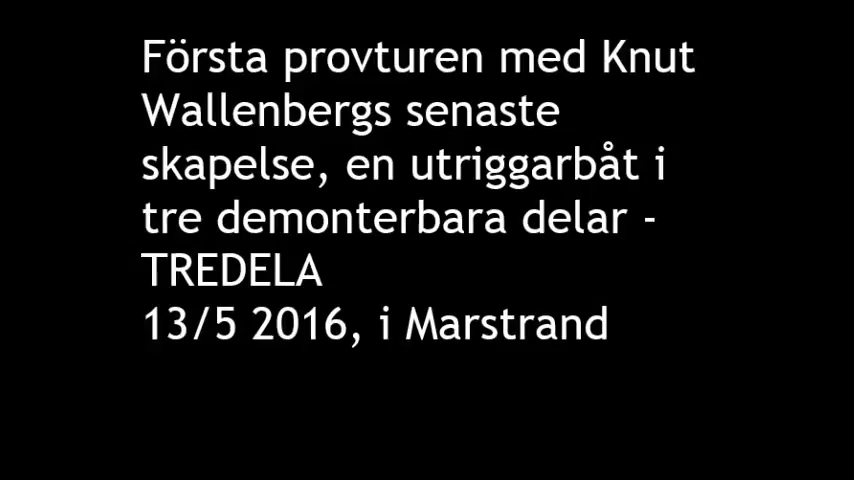 Första provturen med Knut
Wallenbergs senaste
skapelse, en utriggarbåt i
tre demonterbara delar -
TREDELA
13/5 2016, i Marstrand